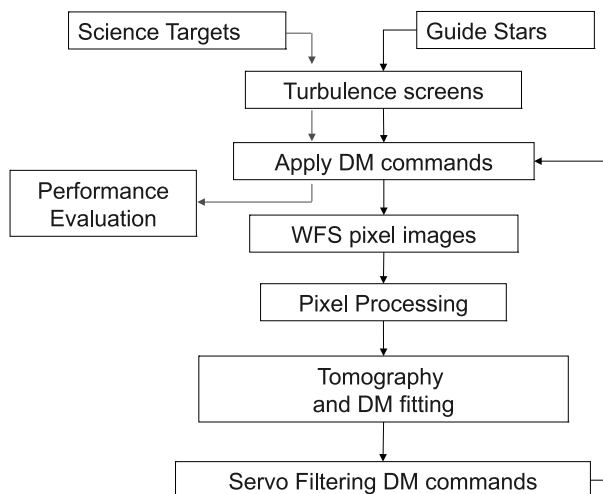 Science Targets
Guide Stars
Turbulence screens
Apply DM commands
Performance
Evaluation
WFS pixel images
Pixel Processing
Tomography
and DM fitting
Servo Filtering DM commands